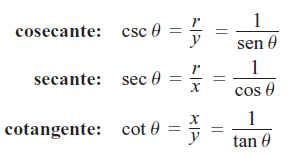 cosecante: csc θ = r/y = 1/sen θ
secante: sec θ = r/x = 1/cos θ
cotangente: cot θ = x/y = 1/tan θ